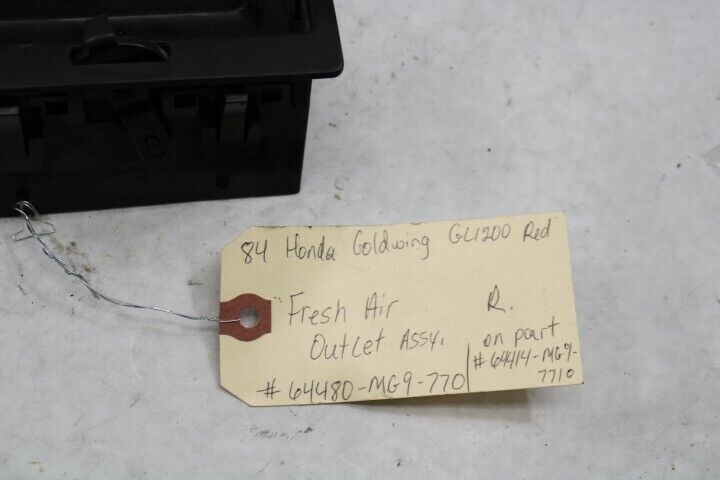 84 Honda Goldwing GL1200 Red
Fresh Air
Outlet Assy.
# 64480-MG9-770
R.
on part
# 64414-MG9-
7710